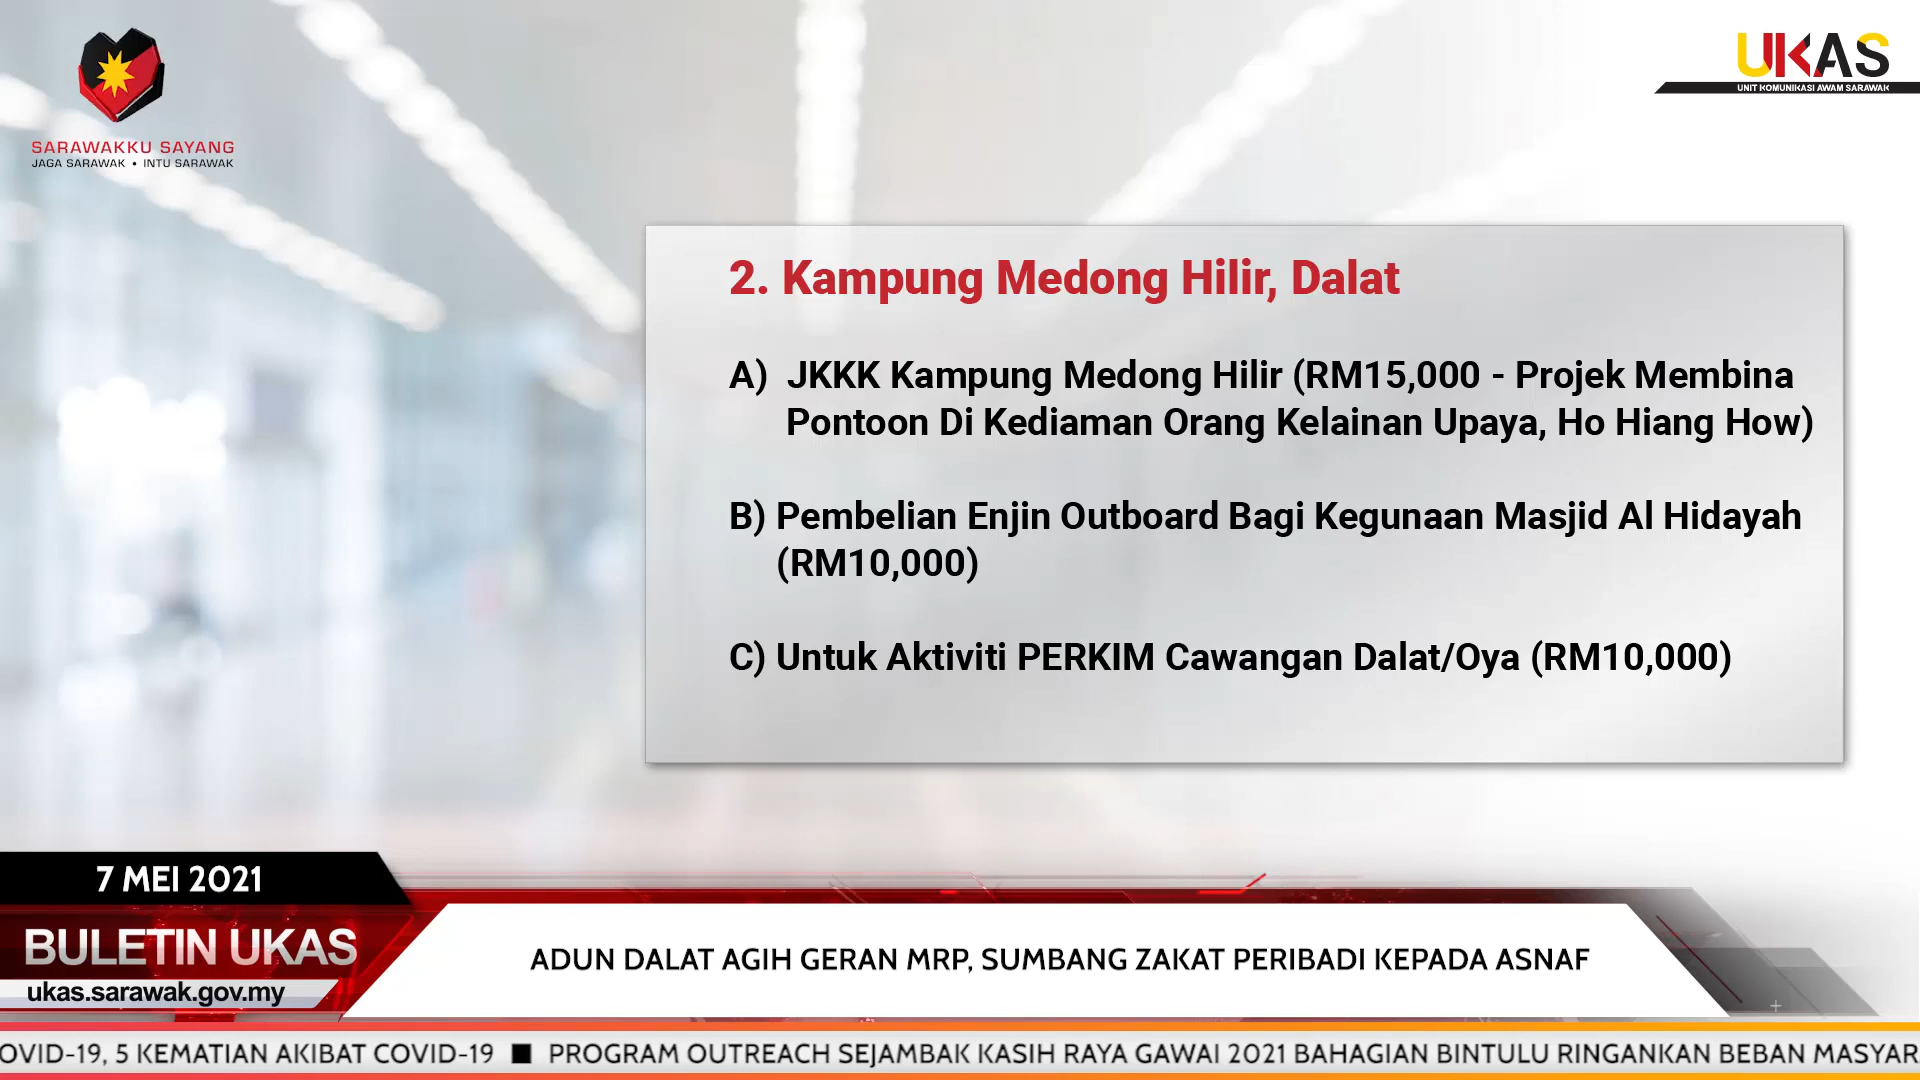 SARAWAKKU SAYANG
JAGA SARAWAK • INTU SARAWAK
UKAS
UNIT KOMUNIKASI AWAM SARAWAK
2. Kampung Medong Hilir, Dalat
A) JKKK Kampung Medong Hilir (RM15,000 - Projek Membina
Pontoon Di Kediaman Orang Kelainan Upaya, Ho Hiang How)
B) Pembelian Enjin Outboard Bagi Kegunaan Masjid Al Hidayah
(RM10,000)
C) Untuk Aktiviti PERKIM Cawangan Dalat/Oya (RM10,000)
7 MEI 2021
BULETIN UKAS
ukas.sarawak.gov.my
ADUN DALAT AGIH GERAN MRP, SUMBANG ZAKAT PERIBADI KEPADA ASNAF
OVID-19, 5 KEMATIAN AKIBAT COVID-19 ■ PROGRAM OUTREACH SEJAMBAK KASIH RAYA GAWAI 2021 BAHAGIAN BINTULU RINGANKAN BEBAN MASYAR